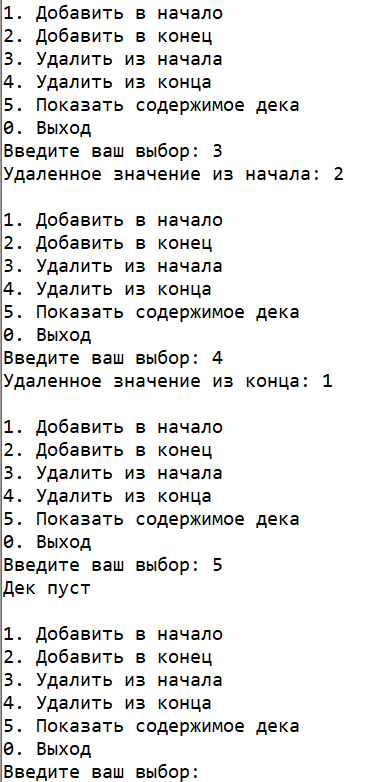 1. Добавить в начало
2. Добавить в конец
3. Удалить из начала
4. Удалить из конца
5. Показать содержимое дека
0. Выход
Введите ваш выбор: 3
Удаленное значение из начала: 2

1. Добавить в начало
2. Добавить в конец
3. Удалить из начала
4. Удалить из конца
5. Показать содержимое дека
0. Выход
Введите ваш выбор: 4
Удаленное значение из конца: 1

1. Добавить в начало
2. Добавить в конец
3. Удалить из начала
4. Удалить из конца
5. Показать содержимое дека
0. Выход
Введите ваш выбор: 5
Дек пуст

1. Добавить в начало
2. Добавить в конец
3. Удалить из начала
4. Удалить из конца
5. Показать содержимое дека
0. Выход
Введите ваш выбор: